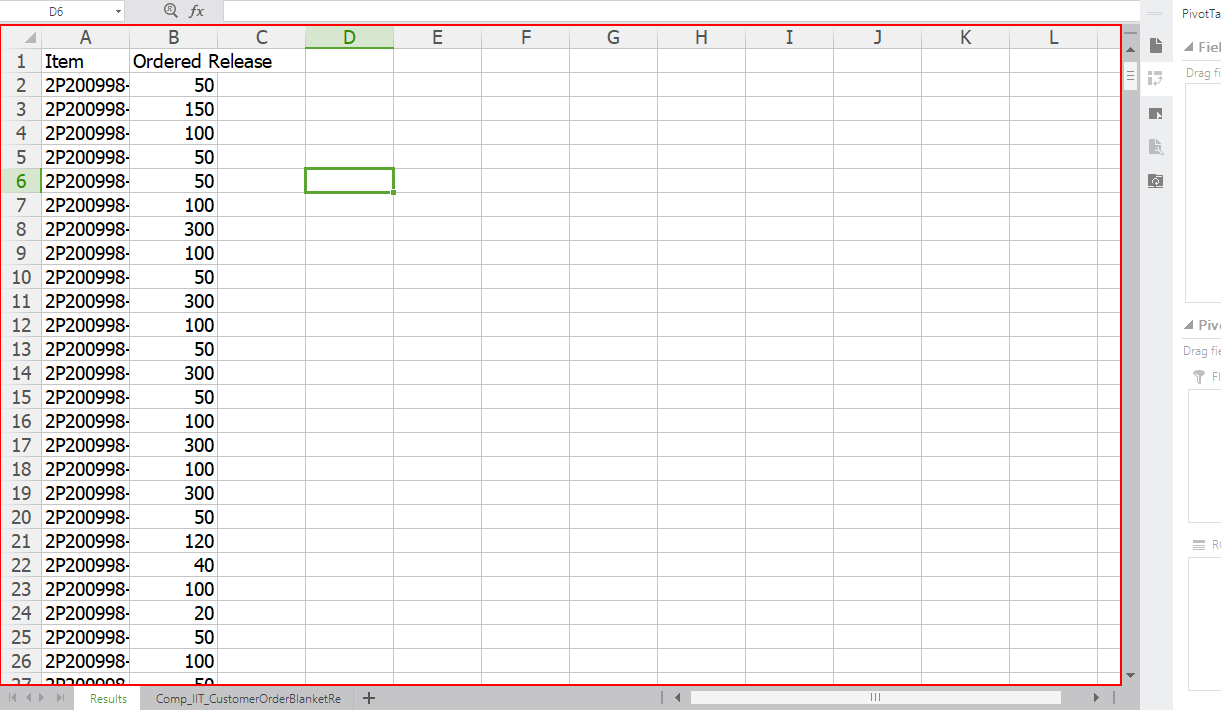 D6 fx PivotTa
A B C D E F G H I J K L
1 Item Ordered Release
2 2P200998- 50
3 2P200998- 150
4 2P200998- 100
5 2P200998- 50
6 2P200998- 50
7 2P200998- 100
8 2P200998- 300
9 2P200998- 100
10 2P200998- 50
11 2P200998- 300
12 2P200998- 100
13 2P200998- 50
14 2P200998- 300
15 2P200998- 50
16 2P200998- 100
17 2P200998- 300
18 2P200998- 100
19 2P200998- 300
20 2P200998- 50
21 2P200998- 120
22 2P200998- 40
23 2P200998- 100
24 2P200998- 20
25 2P200998- 50
26 2P200998- 100
27 2P200998- 50
Fiel
Drag fi
Piv
Drag fie
FI
RO
Results Comp_IIT_CustomerOrderBlanketRe +